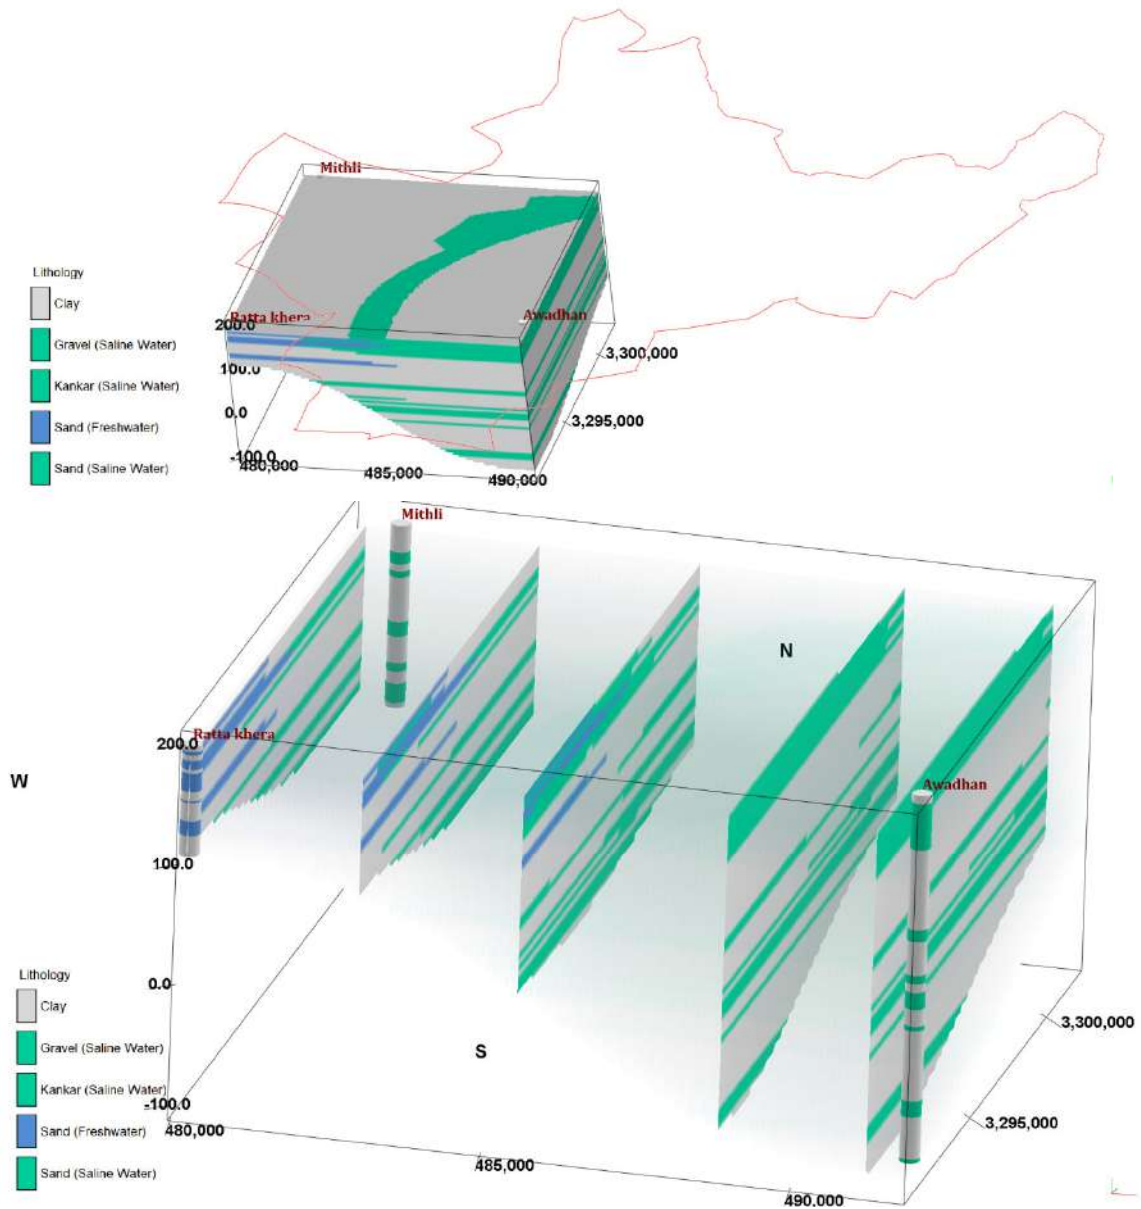 Mithli
Lithology
Clay
Gravel (Saline Water)
Kankar (Saline Water)
Sand (Freshwater)
Sand (Saline Water)
Ratta khera
200.0
100.0
0.0
-100.0
480,000
485,000
490,000
Awadhan
3,300,000
3,295,000
Mithli
N
Ratta khera
200.0
W
Awadhan
100.0
Lithology
Clay
Gravel (Saline Water)
Kankar (Saline Water)
Sand (Freshwater)
Sand (Saline Water)
0.0
S
-100.0
480,000
485,000
490,000
3,300,000
3,295,000